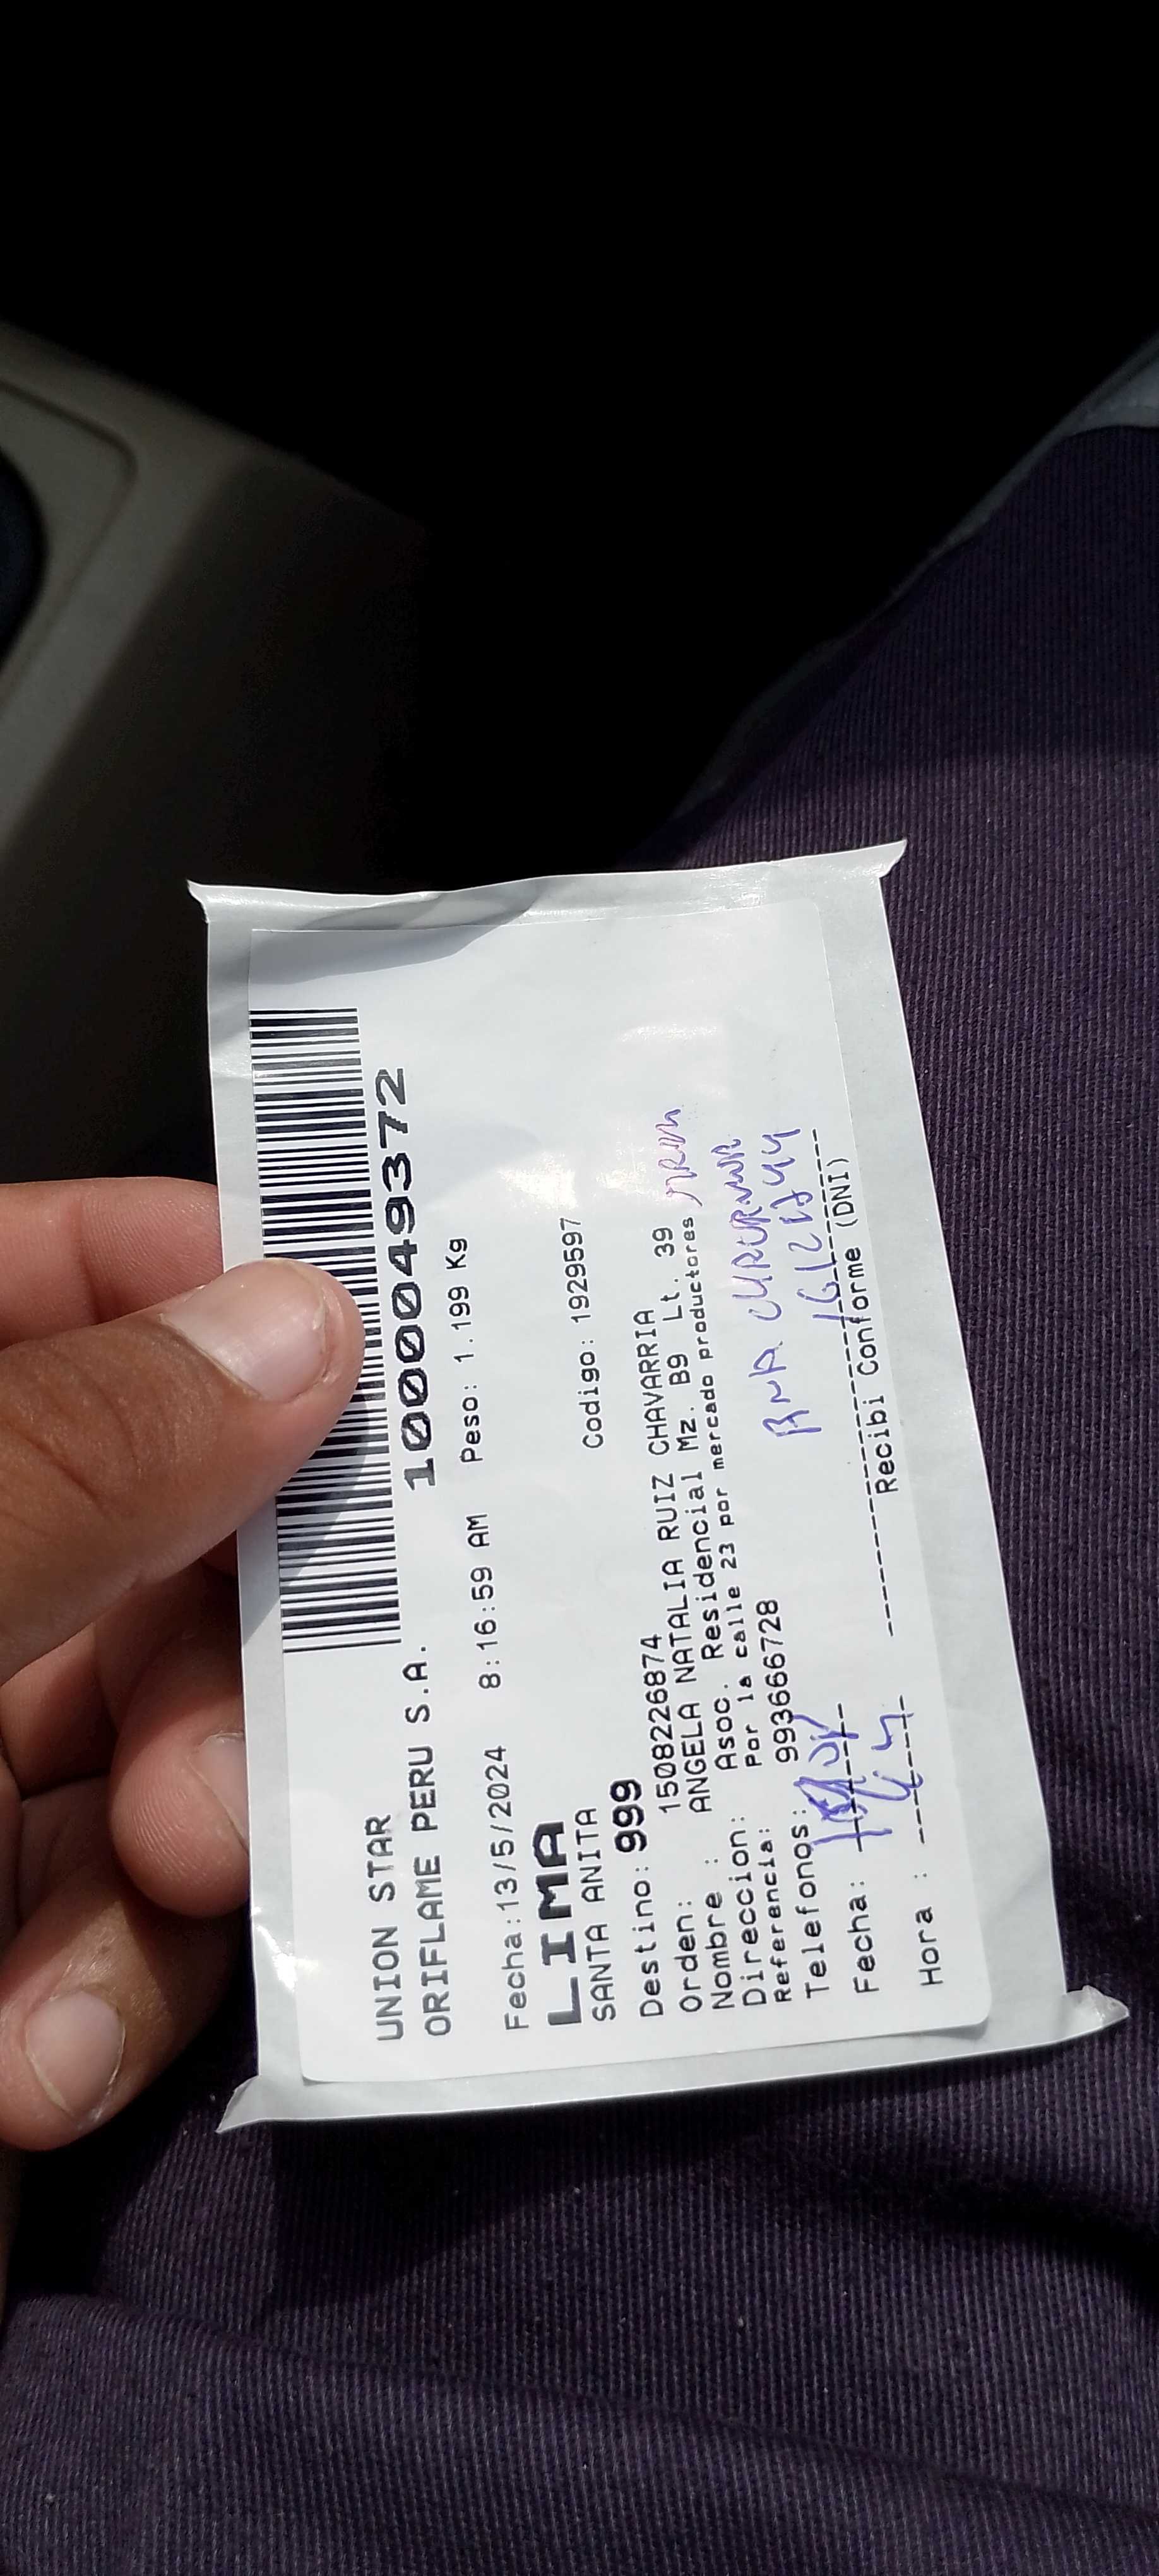 UNION STAR
ORIFLAME PERU S.A. 1000049372
Fecha:13/5/2024 8:16:59 AM Peso: 1.199 Kg
LIMA
SANTA ANITA
Codigo: 1929597
Destino: 999
Orden: 1508226874
Nombre : ANGELA NATALIA RUIZ CHAVARRIA
Direccion: Asoc. Residencial Mz. B9 Lt. 39
Referencia: Por la calle 23 por mercado productores
Telefonos: 993666728
ANA
Fecha:
Hora :
Recibi Conforme (DNI)